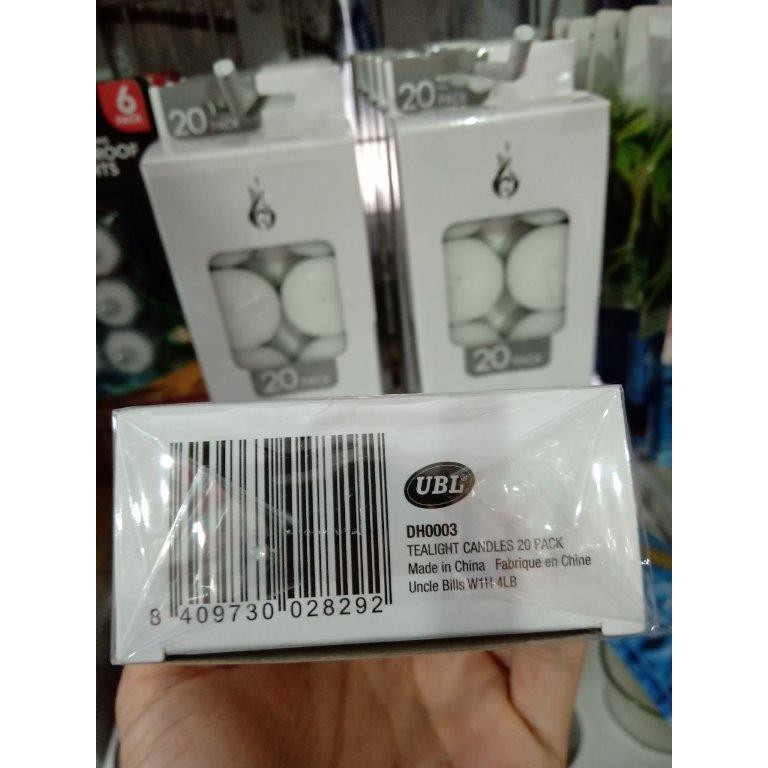 6
PACK
20
PACK
20
PACK
20 PACK
20 PACK
UBL
DH0003
TEALIGHT CANDLES 20 PACK
Made in China Fabrique en Chine
Uncle Bills W1H 4LB
8 409730 028292